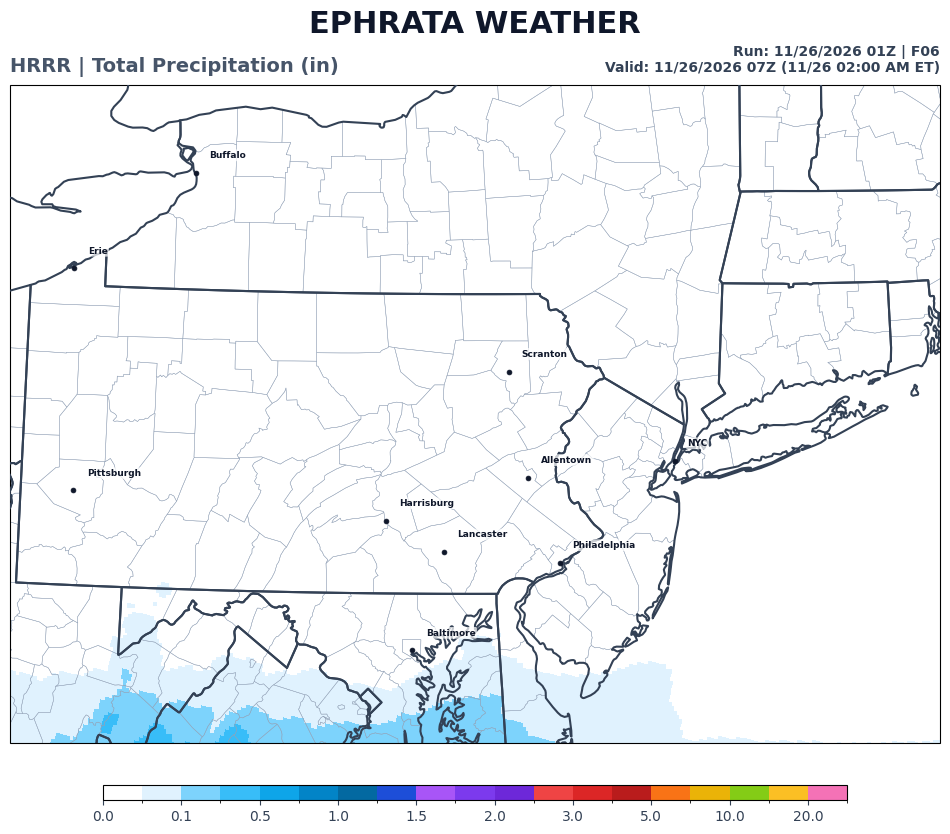 EPHRATA WEATHER
HRRR | Total Precipitation (in)
Run: 11/26/2026 01Z | F06
Valid: 11/26/2026 07Z (11/26 02:00 AM ET)
Buffalo
Erie
Scranton
NYC
Allentown
Pittsburgh
Harrisburg
Lancaster
Philadelphia
Baltimore
0.0 0.1 0.5 1.0 1.5 2.0 3.0 5.0 10.0 20.0